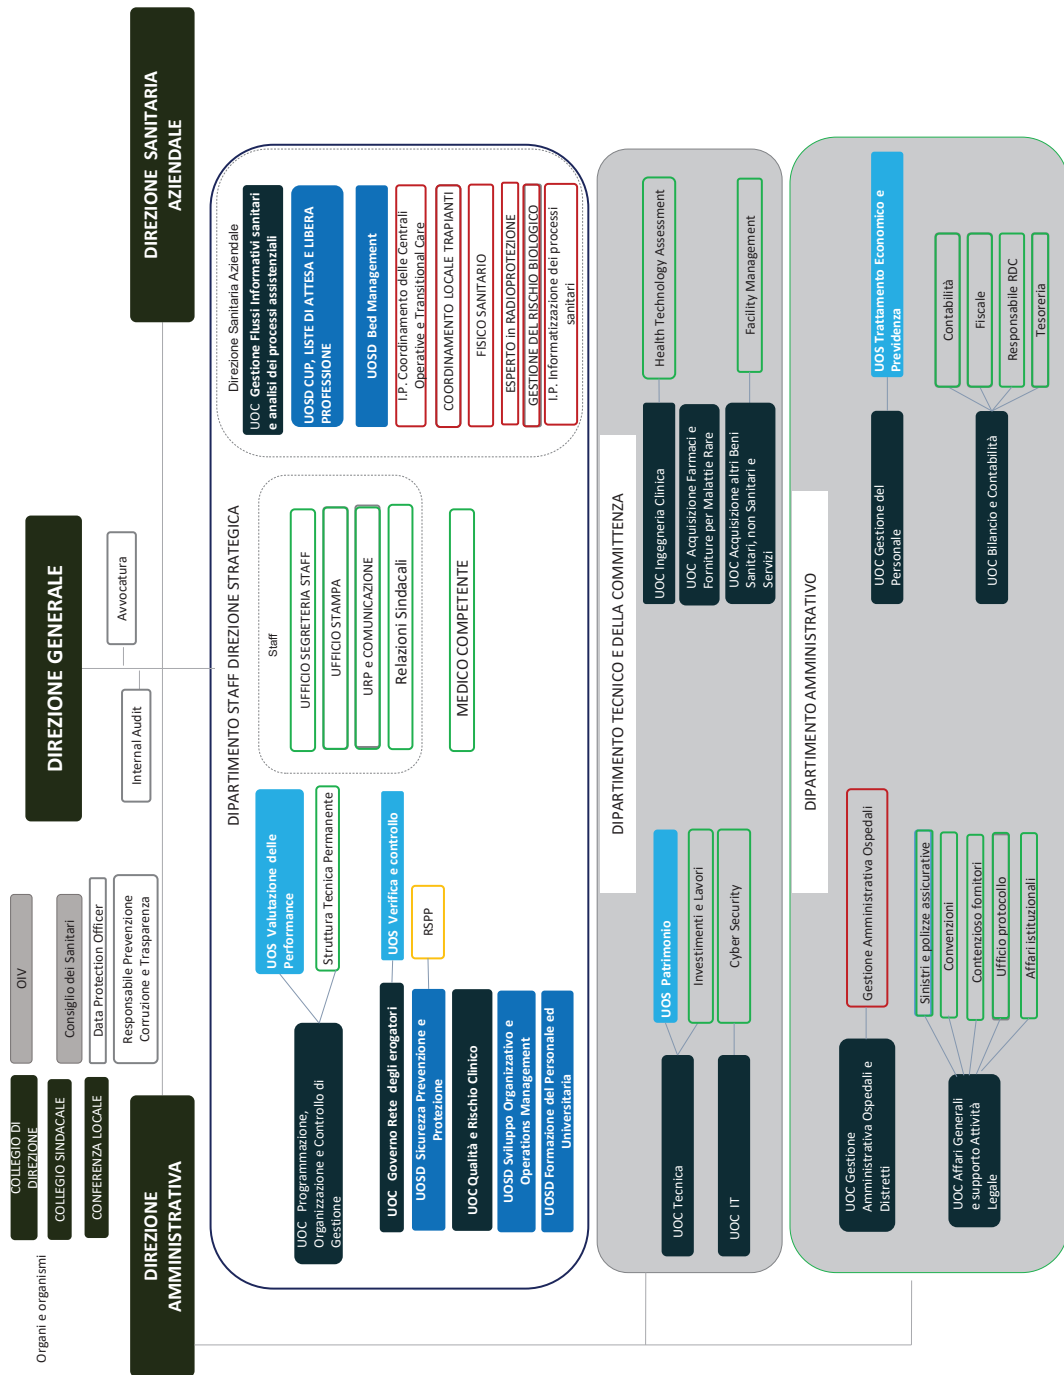 Organi e organismi
COLLEGIO DI
DIREZIONE
COLLEGIO SINDACALE
CONFERENZA LOCALE
OIV
Consiglio dei Sanitari
Data Protection Officer
Responsabile Prevenzione
Corruzione e Trasparenza
DIREZIONE GENERALE
Internal Audit
Avvocatura
DIREZIONE
AMMINISTRATIVA
DIREZIONE SANITARIA
AZIENDALE
DIPARTIMENTO STAFF DIREZIONE STRATEGICA
UOC Programmazione,
Organizzazione e Controllo di
Gestione
UOS Valutazione delle
Performance
Struttura Tecnica Permanente
UOC Governo Rete degli erogatori
UOS Verifica e controllo
UOSD Sicurezza Prevenzione e
Protezione
RSPP
UOC Qualità e Rischio Clinico
UOSD Sviluppo Organizzativo e
Operations Management
UOSD Formazione del Personale ed
Universitaria
Staff
UFFICIO SEGRETERIA STAFF
UFFICIO STAMPA
URP e COMUNICAZIONE
Relazioni Sindacali
MEDICO COMPETENTE
Direzione Sanitaria Aziendale
UOC Gestione Flussi Informativi sanitari
e analisi dei processi assistenziali
UOSD CUP, LISTE DI ATTESA E LIBERA
PROFESSIONE
UOSD Bed Management
I.P. Coordinamento delle Centrali
Operative e Transitional Care
COORDINAMENTO LOCALE TRAPIANTI
FISICO SANITARIO
ESPERTO in RADIOPROTEZIONE
GESTIONE DEL RISCHIO BIOLOGICO
I.P. Informatizzazione dei processi
sanitari
DIPARTIMENTO TECNICO E DELLA COMMITTENZA
UOC Tecnica
UOS Patrimonio
Investimenti e Lavori
UOC IT
Cyber Security
UOC Ingegneria Clinica
Health Technology Assessment
UOC Acquisizione Farmaci e
Forniture per Malattie Rare
UOC Acquisizione altri Beni
Sanitari, non Sanitari e
Servizi
Facility Management
DIPARTIMENTO AMMINISTRATIVO
UOC Gestione
Amministrativa Ospedali e
Distretti
Gestione Amministrativa Ospedali
UOC Affari Generali
e supporto Attività
Legale
Sinistri e polizze assicurative
Convenzioni
Contenzioso fornitori
Ufficio protocollo
Affari istituzionali
UOC Gestione del
Personale
UOS Trattamento Economico e
Previdenza
UOC Bilancio e Contabilità
Contabilità
Fiscale
Responsabile RDC
Tesoreria